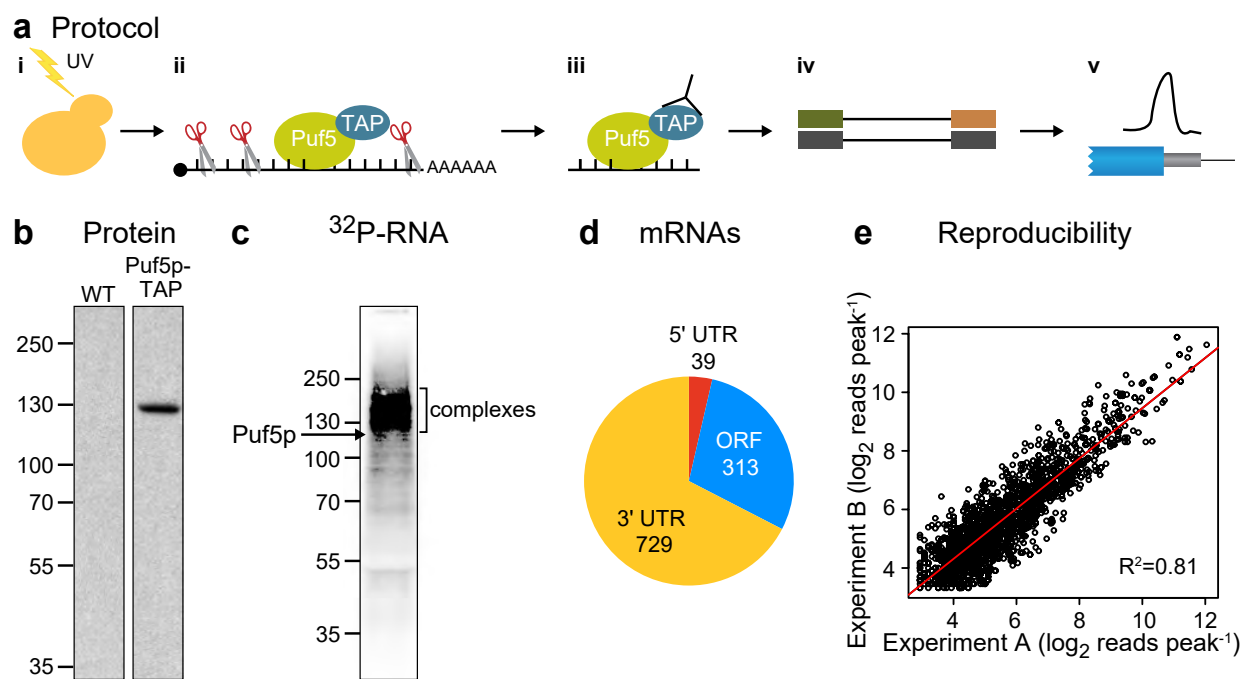 a Protocol
i
UV
ii
Puf5
TAP
AAAAAA
iii
Puf5
TAP
iv
v
b Protein
WT
Puf5p-
TAP
250
130
100
70
55
35
c ³²P-RNA
250
130
Puf5p
100
70
55
35
complexes
d mRNAs
5' UTR
39
ORF
313
3' UTR
729
e Reproducibility
Experiment B (log₂ reads peak⁻¹)
12
10
8
6
4
R²=0.81
4 6 8 10 12
Experiment A (log₂ reads peak⁻¹)